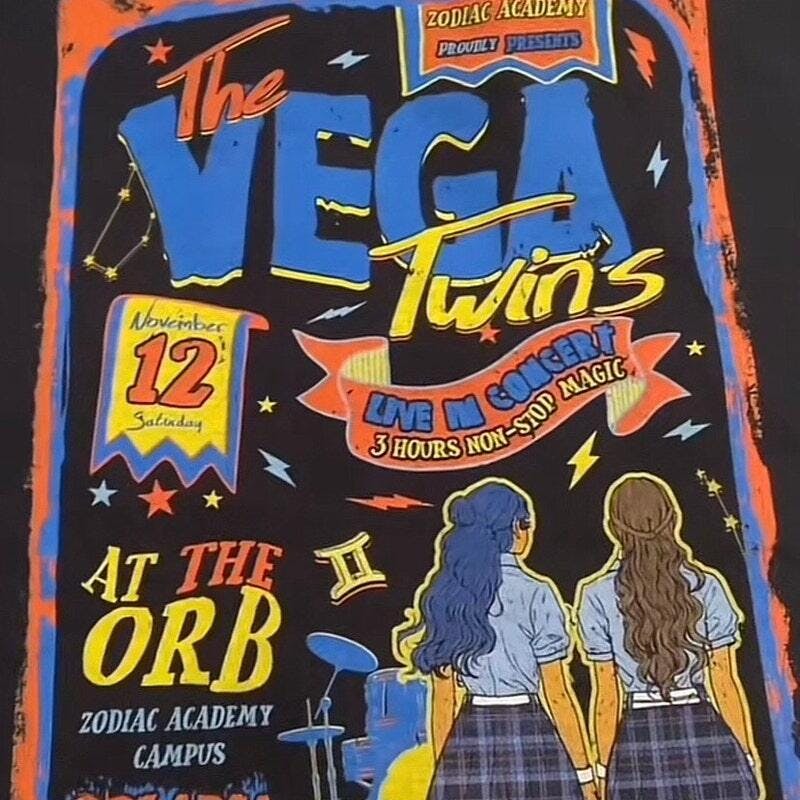 ZODIAC ACADEMY
PROUDLY PRESENTS
The
VEGA
Twins
November
12
Saturday
LIVE IN CONCERT
3 HOURS NON-STOP MAGIC
AT THE
ORB
ZODIAC ACADEMY
CAMPUS